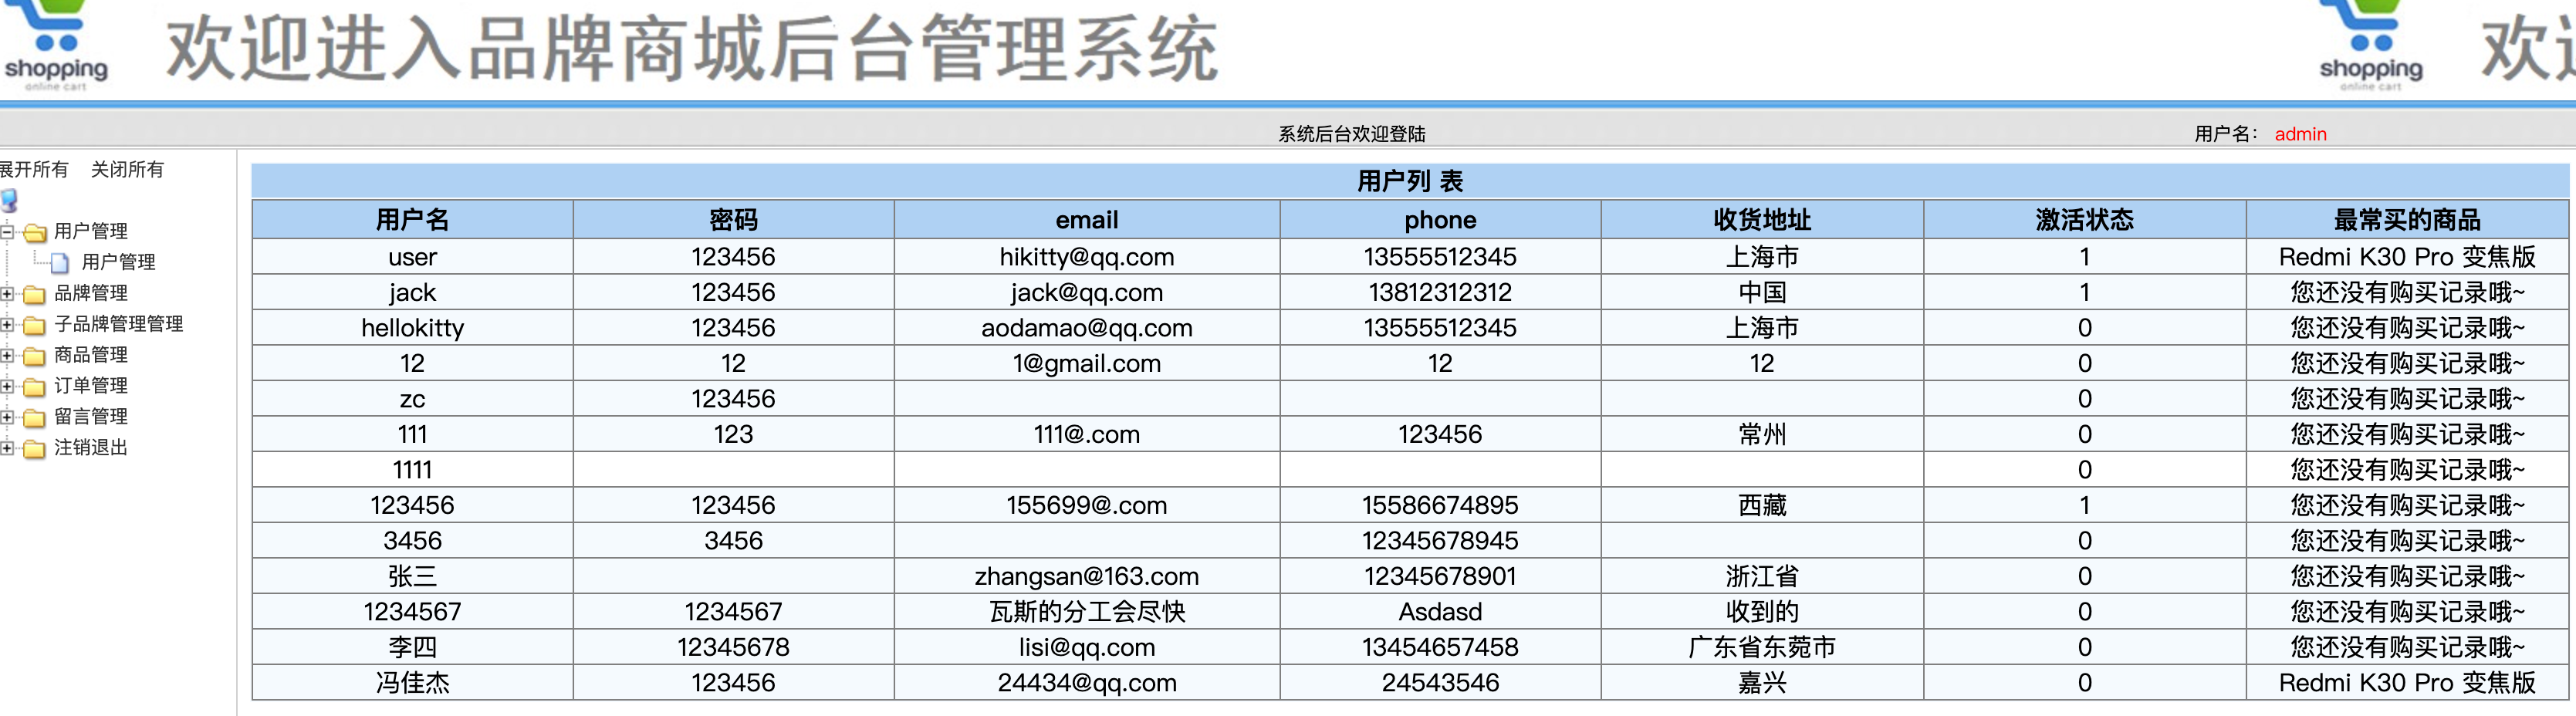 shopping
online cart
欢迎进入品牌商城后台管理系统
shopping
online cart
欢迎
系统后台欢迎登陆 用户名： admin
展开所有 关闭所有
用户管理
用户管理
品牌管理
子品牌管理管理
商品管理
订单管理
留言管理
注销退出
用户列 表
用户名 密码 email phone 收货地址 激活状态 最常买的商品
user 123456 hikitty@qq.com 13555512345 上海市 1 Redmi K30 Pro 变焦版
jack 123456 jack@qq.com 13812312312 中国 1 您还没有购买记录哦~
hellokitty 123456 aodamao@qq.com 13555512345 上海市 0 您还没有购买记录哦~
12 12 1@gmail.com 12 12 0 您还没有购买记录哦~
zc 123456 0 您还没有购买记录哦~
111 123 111@.com 123456 常州 0 您还没有购买记录哦~
1111 0 您还没有购买记录哦~
123456 123456 155699@.com 15586674895 西藏 1 您还没有购买记录哦~
3456 3456 12345678945 0 您还没有购买记录哦~
张三 zhangsan@163.com 12345678901 浙江省 0 您还没有购买记录哦~
1234567 1234567 瓦斯的分工会尽快 Asdasd 收到的 0 您还没有购买记录哦~
李四 12345678 lisi@qq.com 13454657458 广东省东莞市 0 您还没有购买记录哦~
冯佳杰 123456 24434@qq.com 24543546 嘉兴 0 Redmi K30 Pro 变焦版